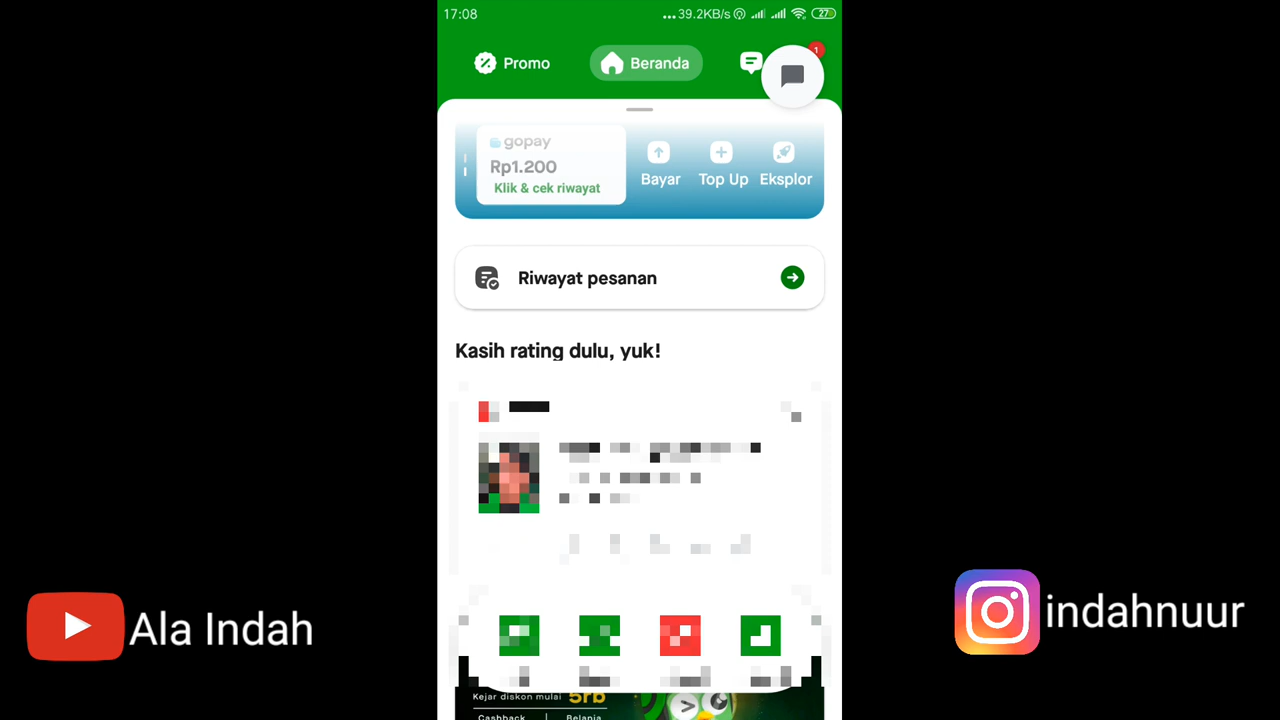 17:08
...39.2KB/s
27
Promo
Beranda
1
gopay
Rp1.200
Klik & cek riwayat
Bayar
Top Up
Eksplor
Riwayat pesanan
Kasih rating dulu, yuk!
Ala Indah
indahnuur
Kejar diskon mulai 5rb
Cashback | Belanja